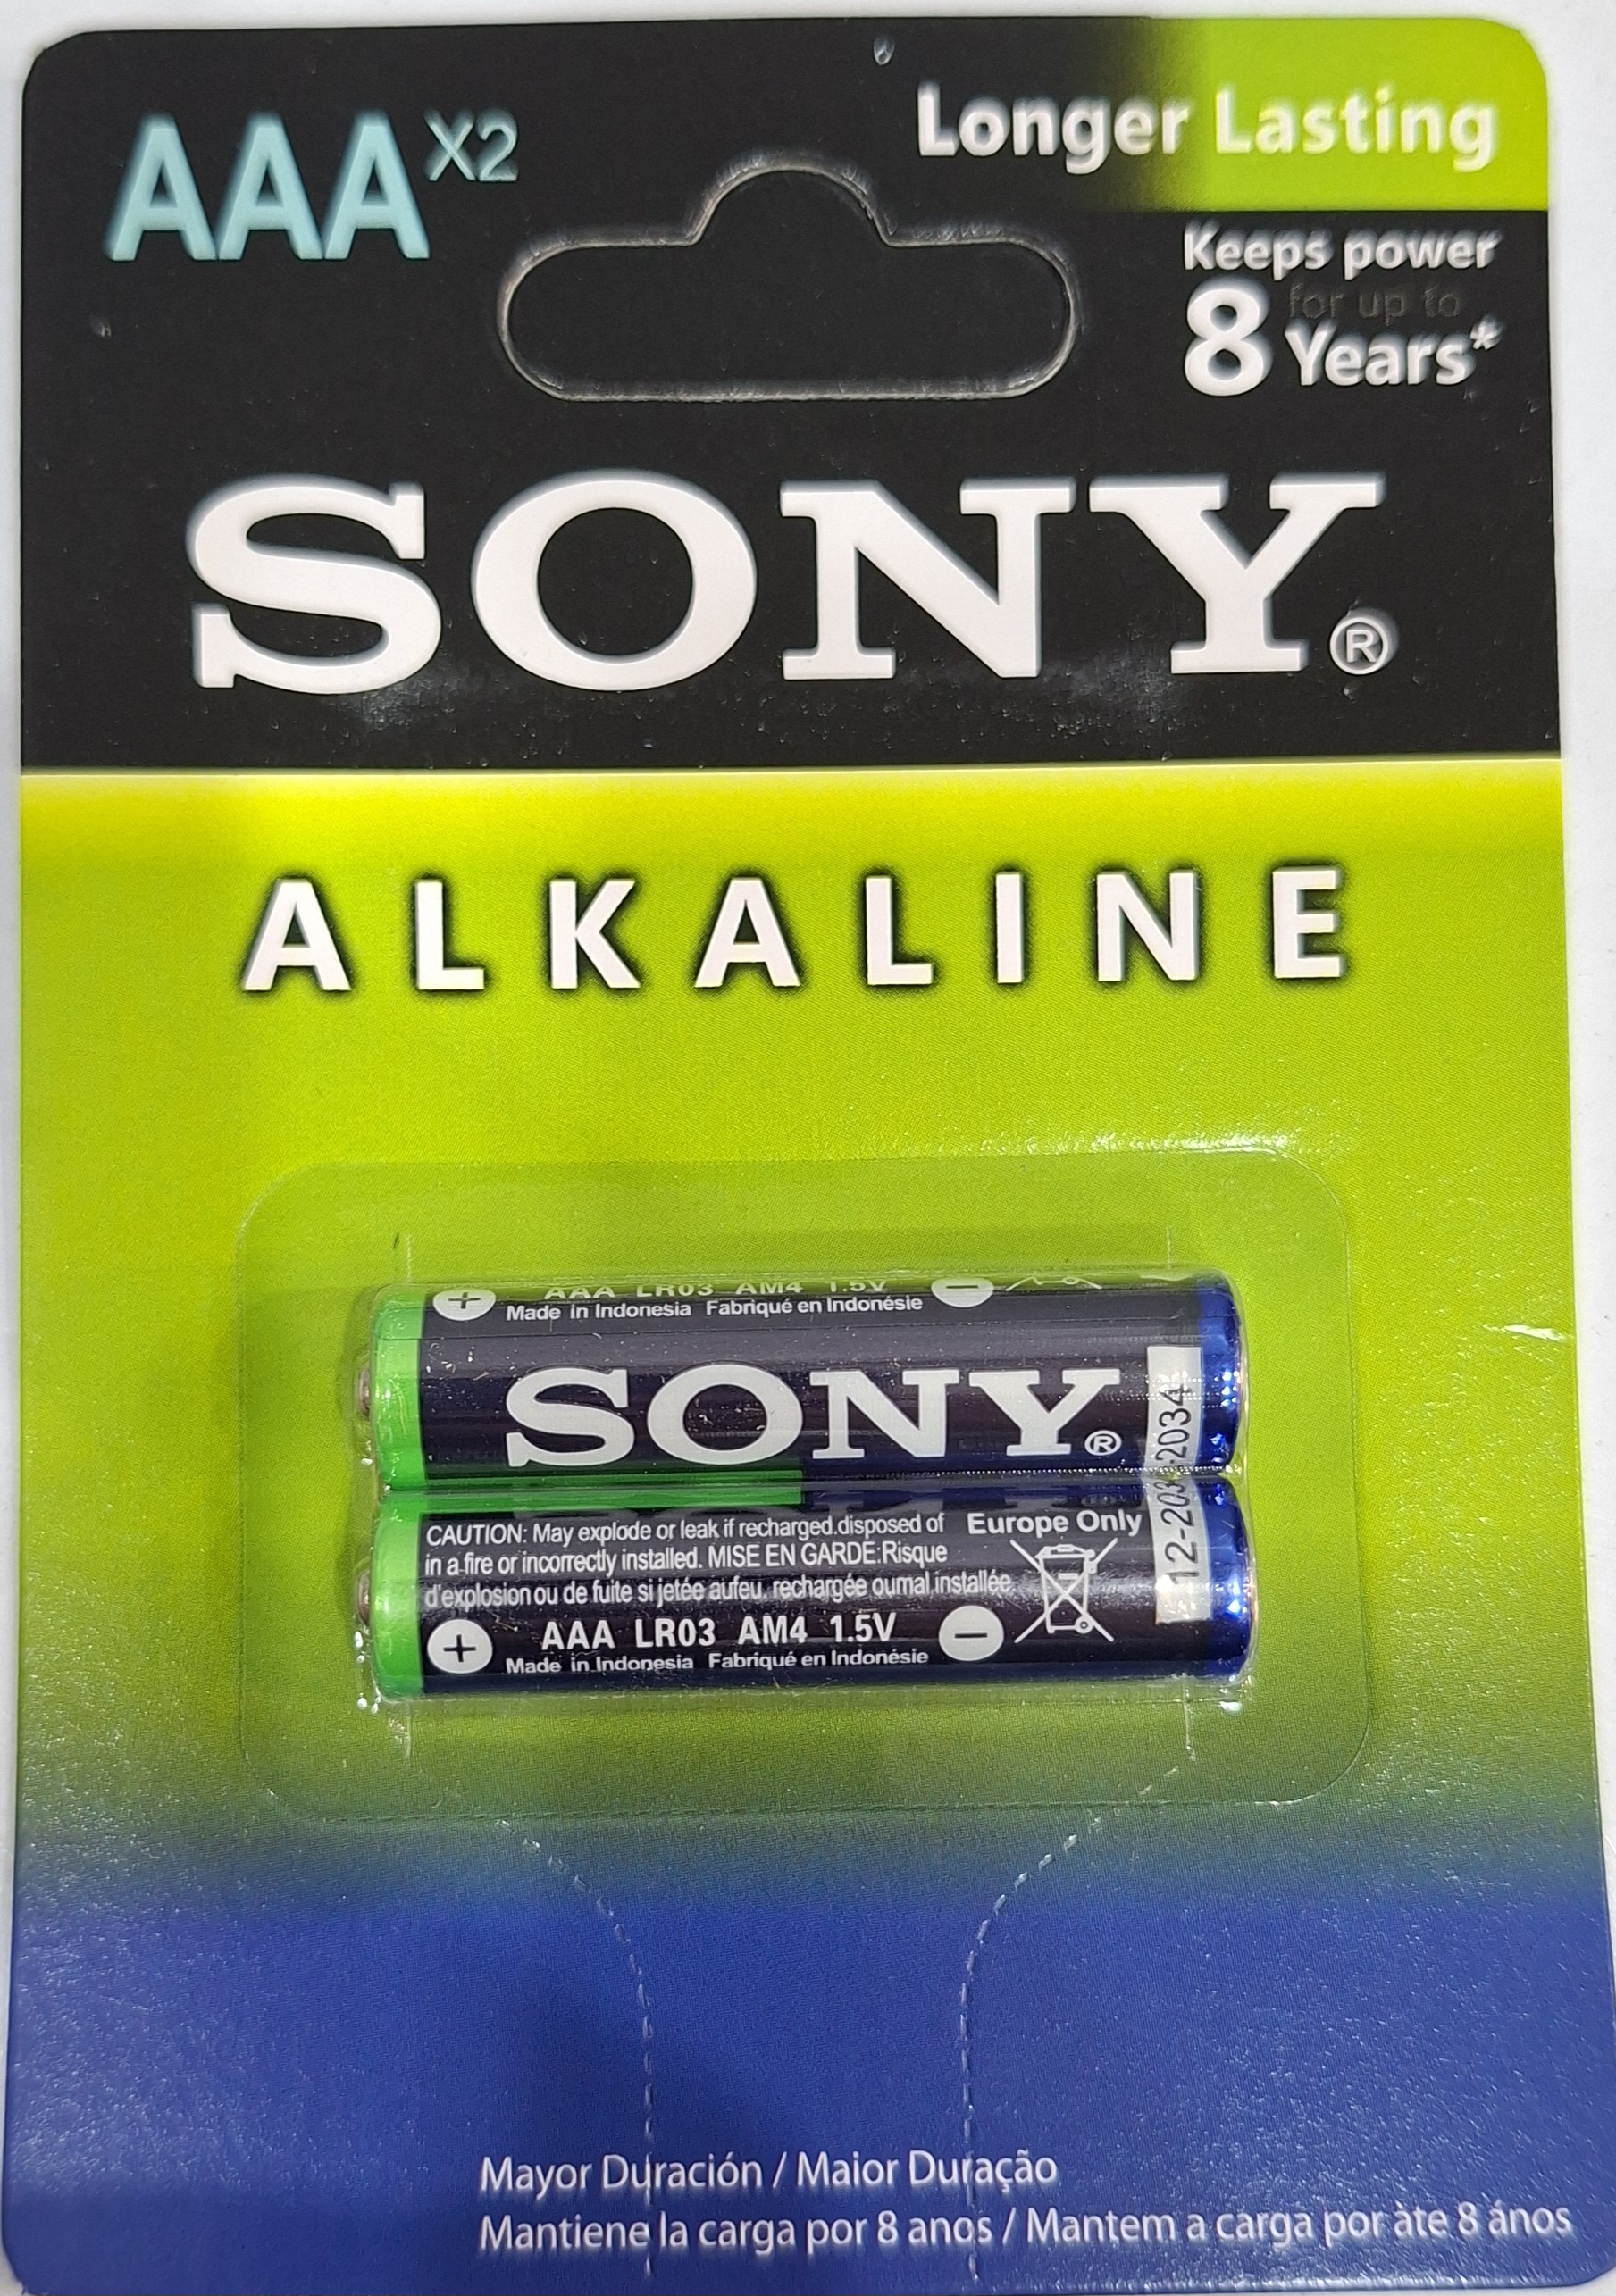 AAA X2
Longer Lasting
Keeps power
for up to
8 Years*
SONY®
ALKALINE
+ AAA LR03 AM4 1.5V −
Made in Indonesia Fabriqué en Indonésie
SONY®
2034
CAUTION: May explode or leak if recharged.disposed of
in a fire or incorrectly installed. MISE EN GARDE:Risque
d'explosion ou de fuite si jetée aufeu, rechargée oumal installée.
Europe Only
+ AAA LR03 AM4 1.5V −
Made in Indonesia Fabriqué en Indonésie
Mayor Duración / Maior Duração
Mantiene la carga por 8 anos / Mantem a carga por àte 8 ános